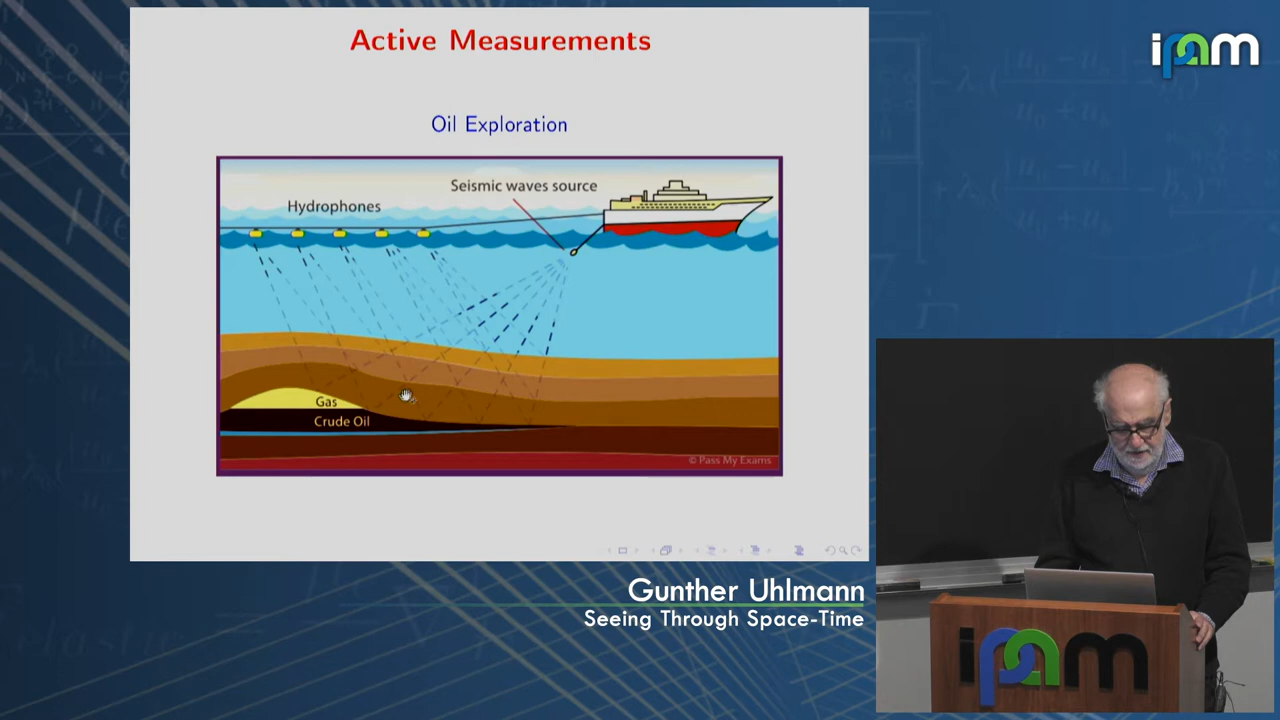 Active Measurements
ipam
Oil Exploration
Seismic waves source
Hydrophones
Gas
Crude Oil
© Pass My Exams
Gunther Uhlmann
Seeing Through Space-Time
ipam